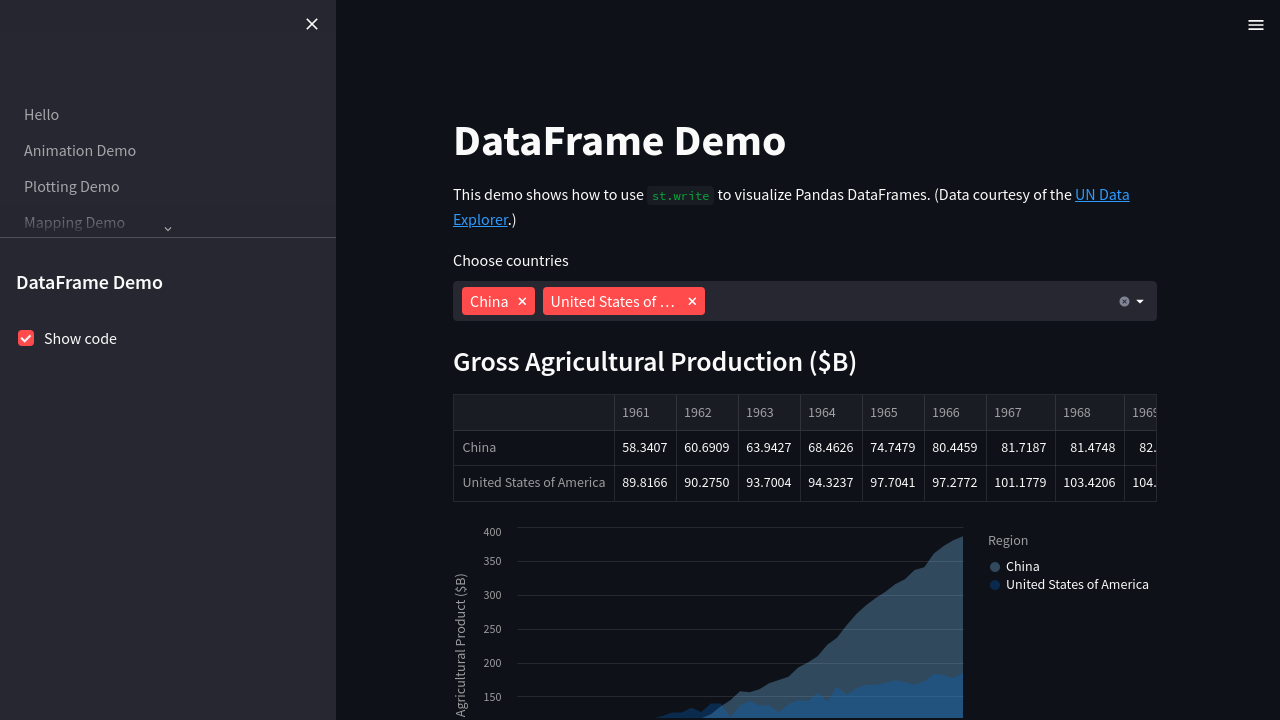 Hello
Animation Demo
Plotting Demo
Mapping Demo
DataFrame Demo
Show code
DataFrame Demo
This demo shows how to use st.write to visualize Pandas DataFrames. (Data courtesy of the UN Data
Explorer.)
Choose countries
China United States of …
Gross Agricultural Production ($B)
1961 1962 1963 1964 1965 1966 1967 1968 1969
China 58.3407 60.6909 63.9427 68.4626 74.7479 80.4459 81.7187 81.4748 82.
United States of America 89.8166 90.2750 93.7004 94.3237 97.7041 97.2772 101.1779 103.4206 104.
400
350
300
250
200
150
Agricultural Product ($B)
Region
China
United States of America